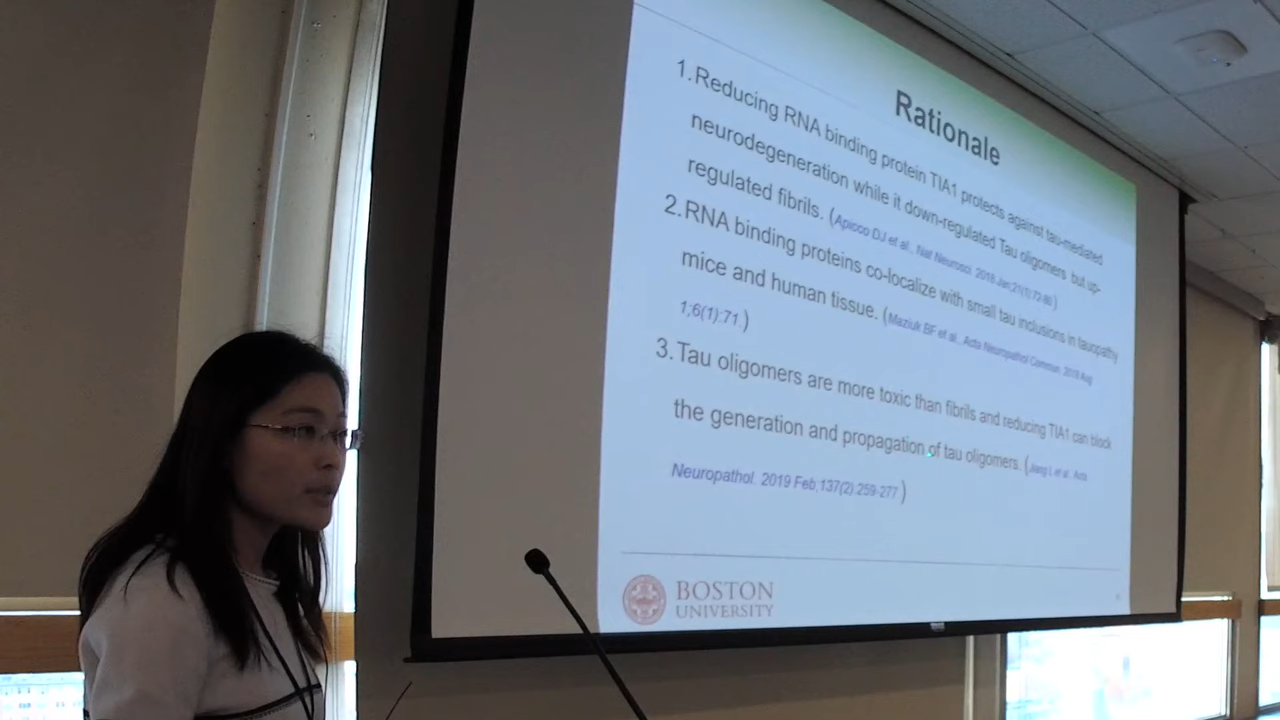 Rationale
1. Reducing RNA binding protein TIA1 protects against tau-mediated
neurodegeneration while it down-regulated Tau oligomers but up-
regulated fibrils. (Apicco DJ et al., Nat Neurosci. 2018 Jan;21(1):72-80)
2. RNA binding proteins co-localize with small tau inclusions in tauopathy
mice and human tissue. (Maziuk BF et al., Acta Neuropathol Commun. 2018 Aug
1;6(1):71.)
3. Tau oligomers are more toxic than fibrils and reducing TIA1 can block
the generation and propagation of tau oligomers. (Jiang L et al., Acta
Neuropathol. 2019 Feb;137(2):259-277)
BOSTON
UNIVERSITY